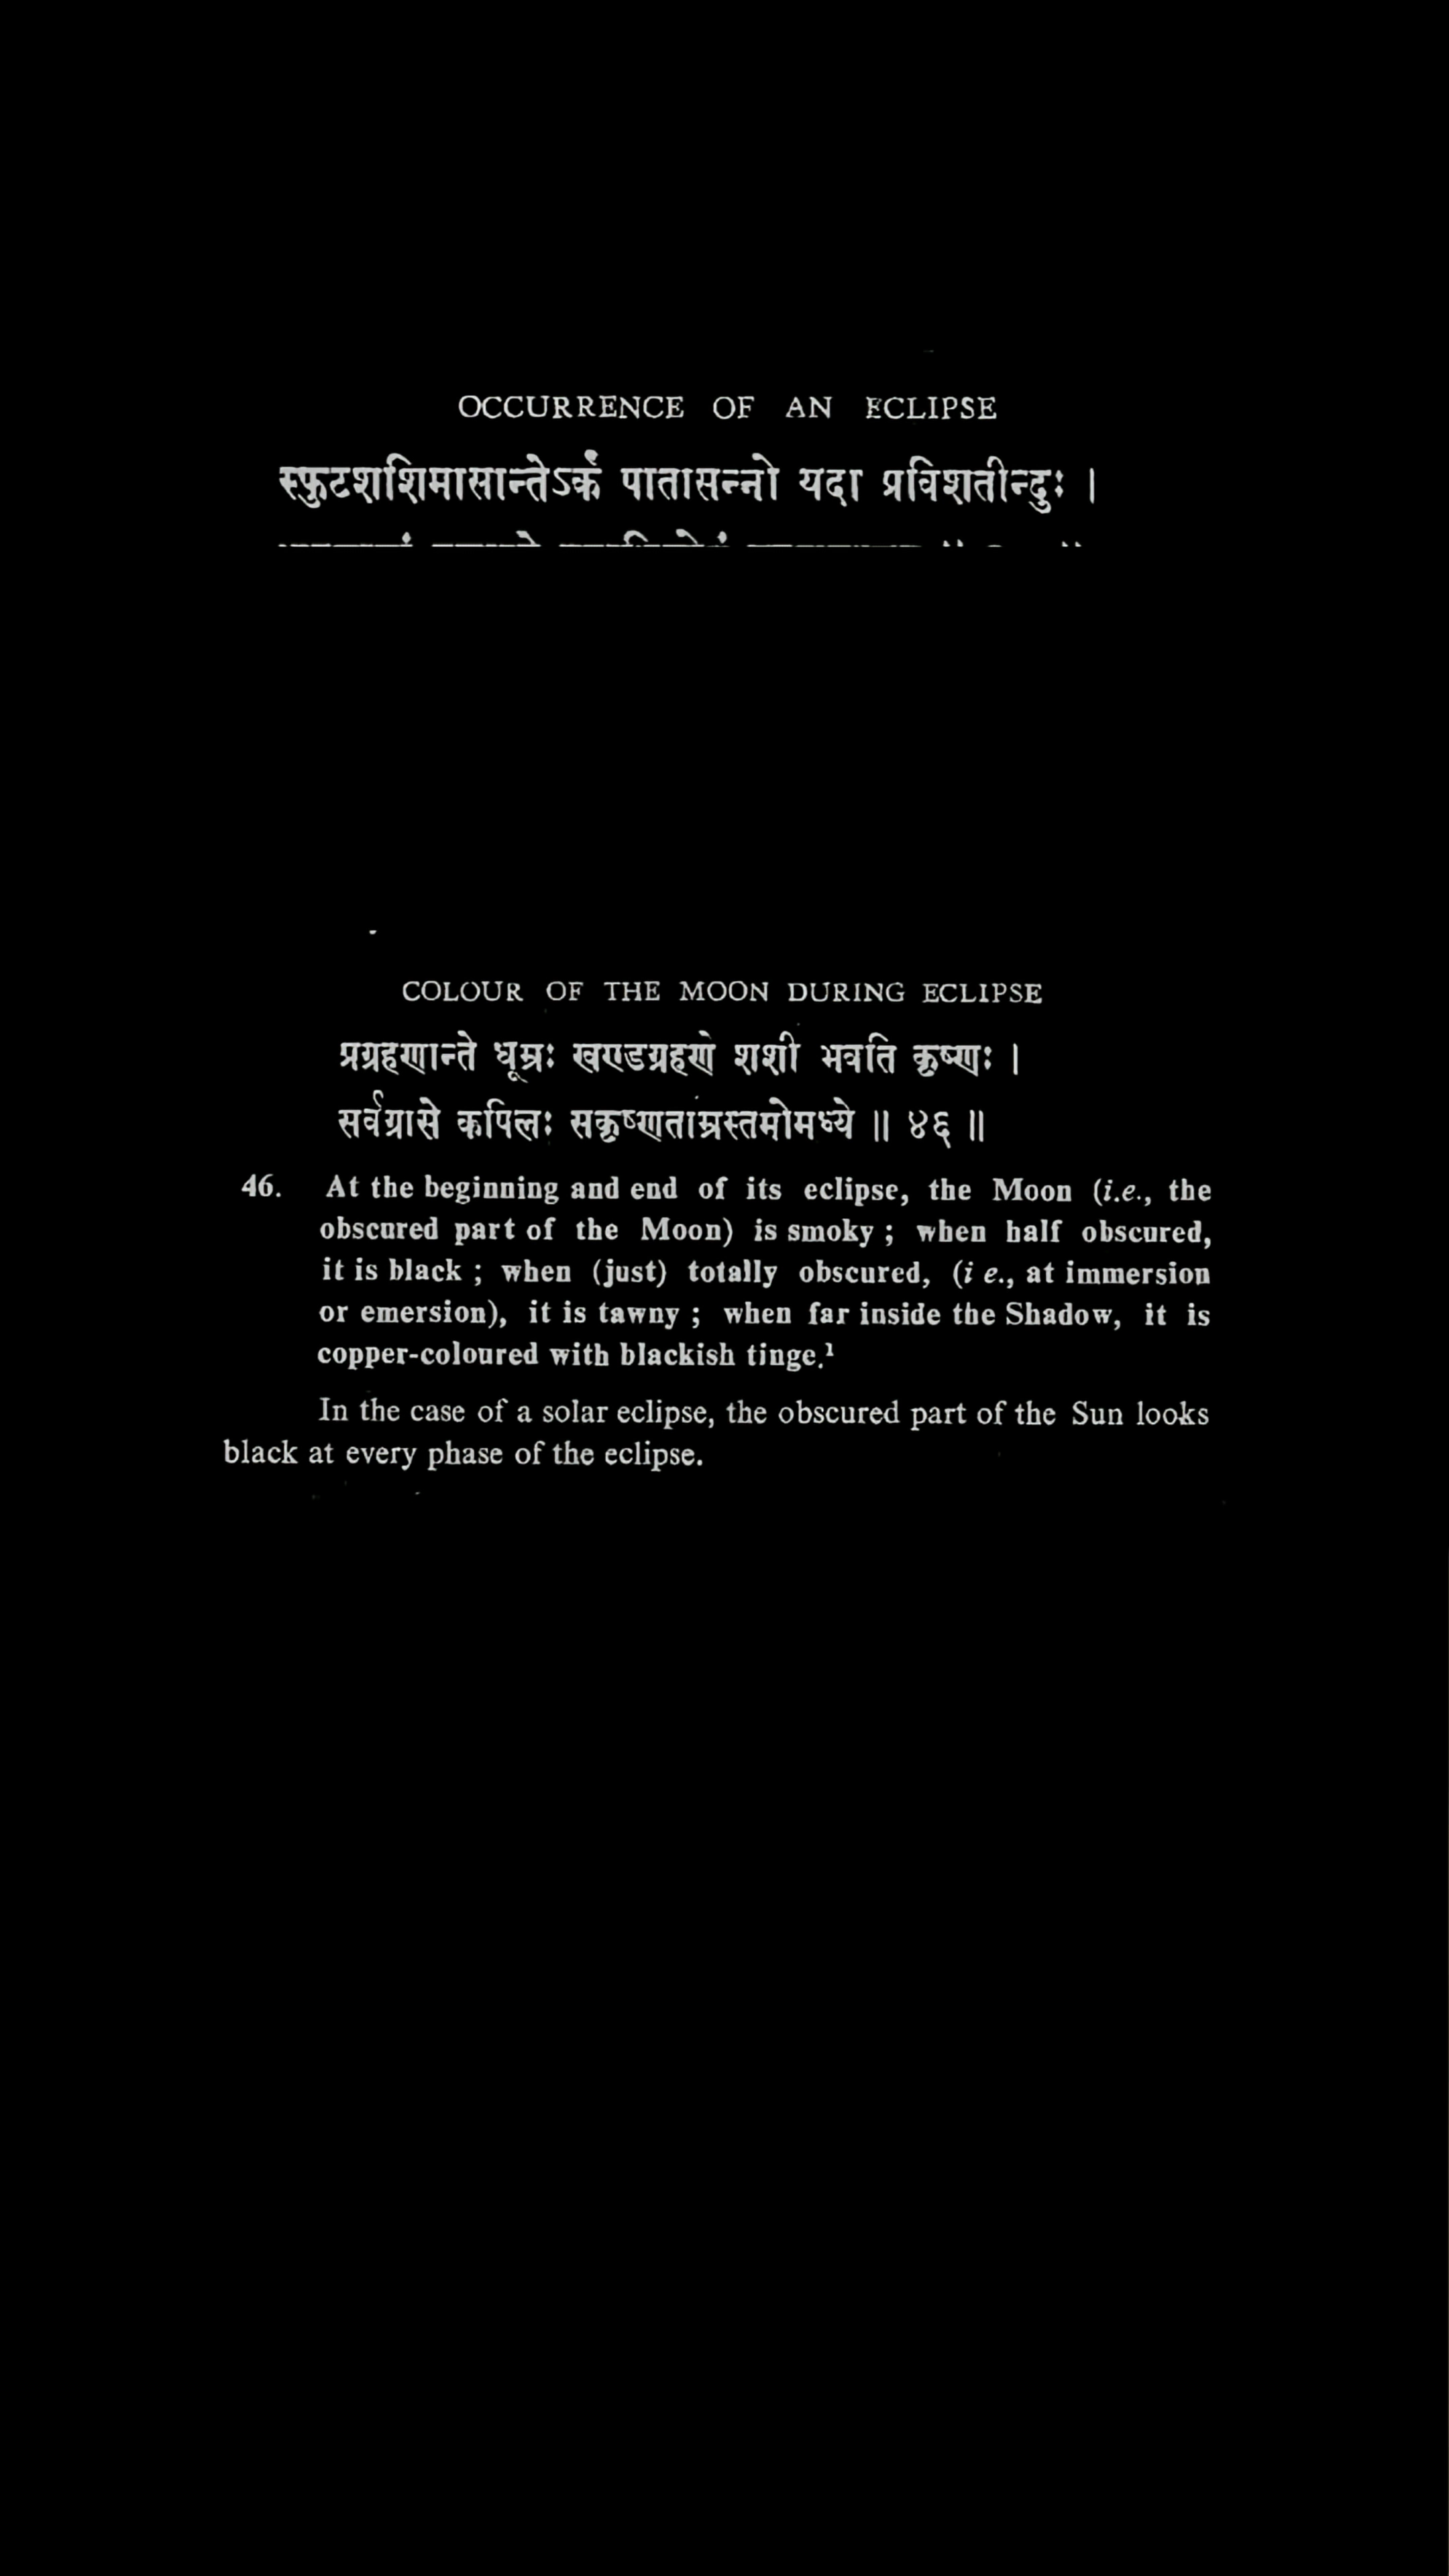 OCCURRENCE OF AN ECLIPSE
स्फुटशशिमासान्तेऽर्कं पातासन्नो यदा प्रविशतीन्दुः ।
COLOUR OF THE MOON DURING ECLIPSE
प्रग्रहणान्ते धूम्रः खण्डग्रहणे शशी भवति कृष्णः ।
सर्वग्रासे कपिलः सकृष्णताम्रस्तमोमध्ये ॥ ४६ ॥
46. At the beginning and end of its eclipse, the Moon (i.e., the
obscured part of the Moon) is smoky ; when half obscured,
it is black ; when (just) totally obscured, (i e., at immersion
or emersion), it is tawny ; when far inside the Shadow, it is
copper-coloured with blackish tinge.¹
In the case of a solar eclipse, the obscured part of the Sun looks
black at every phase of the eclipse.